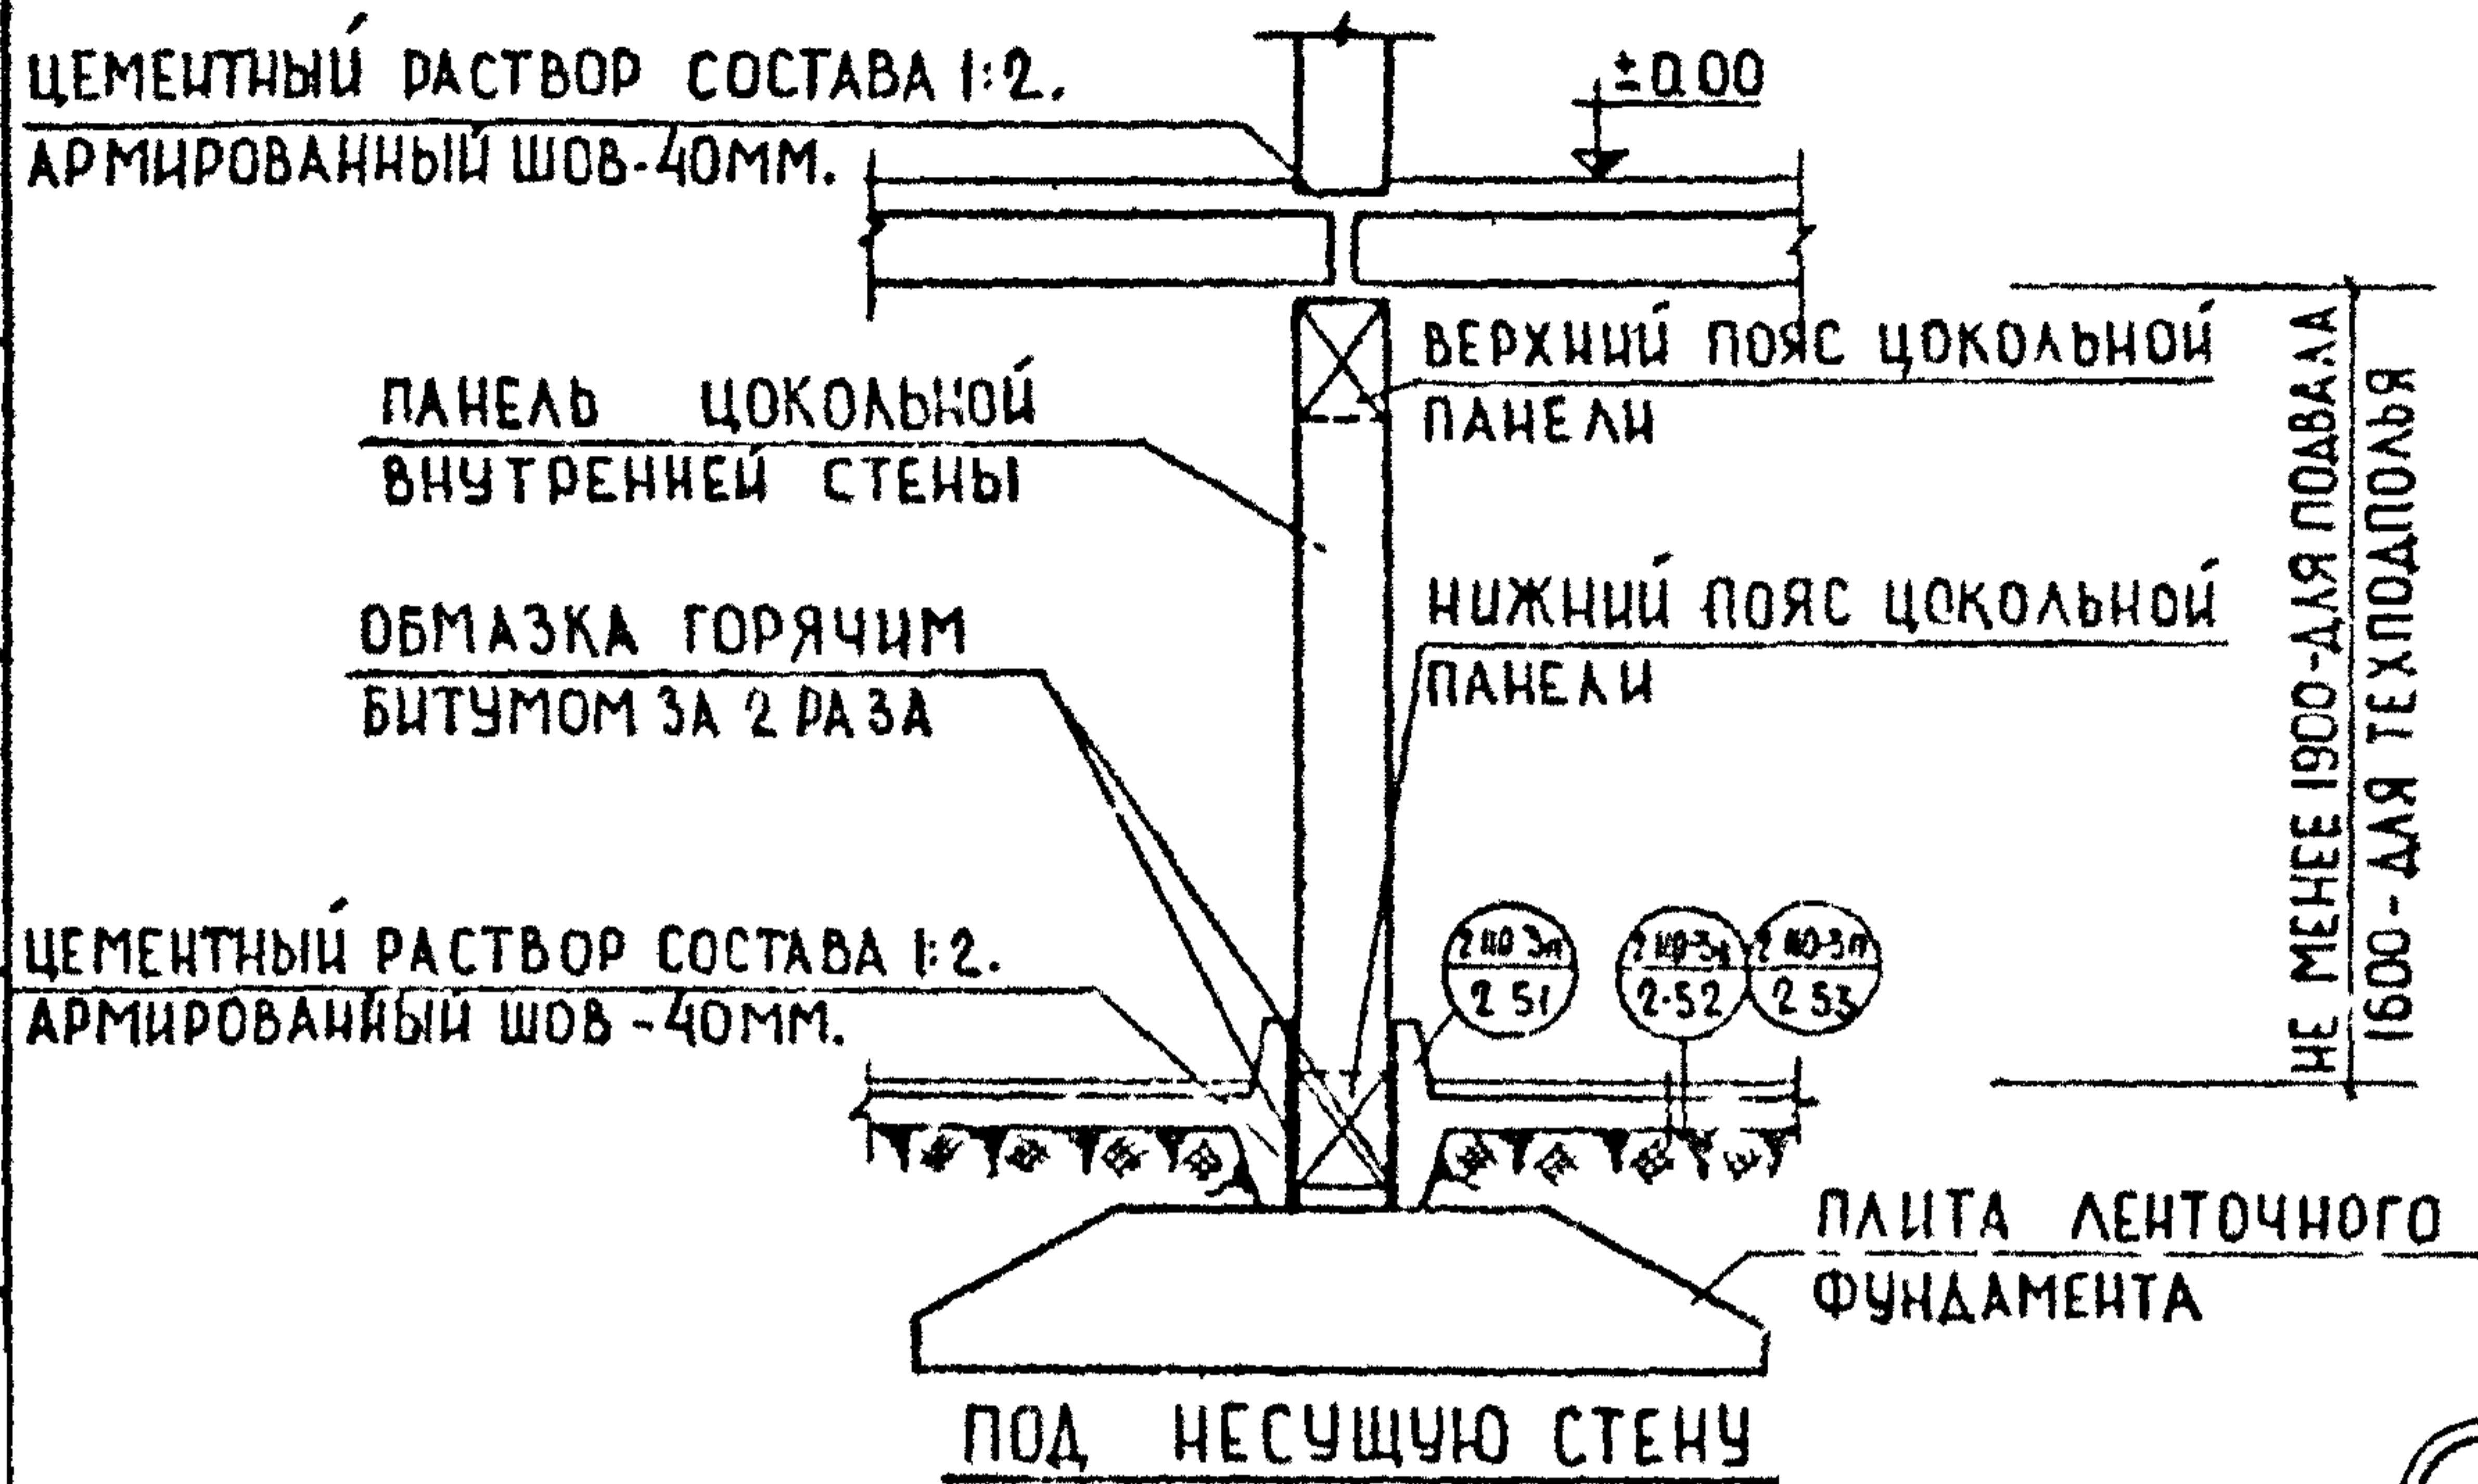 ЦЕМЕНТНЫЙ РАСТВОР СОСТАВА 1:2.
АРМИРОВАННЫЙ ШОВ-40ММ.
±0.00
ВЕРХНИЙ ПОЯС ЦОКОЛЬНОЙ
ПАНЕЛИ
ПАНЕЛЬ ЦОКОЛЬНОЙ
ВНУТРЕННЕЙ СТЕНЫ
НИЖНИЙ ПОЯС ЦОКОЛЬНОЙ
ПАНЕЛИ
ОБМАЗКА ГОРЯЧИМ
БИТУМОМ ЗА 2 РАЗА
НЕ МЕНЕЕ 1900-ДЛЯ ПОДВАЛА
1600-ДЛЯ ТЕХПОДПОЛЬЯ
ЦЕМЕНТНЫЙ РАСТВОР СОСТАВА 1:2.
АРМИРОВАННЫЙ ШОВ-40ММ.
2 51
2.52
2 53
ПЛИТА ЛЕНТОЧНОГО
ФУНДАМЕНТА
ПОД НЕСУЩУЮ СТЕНУ